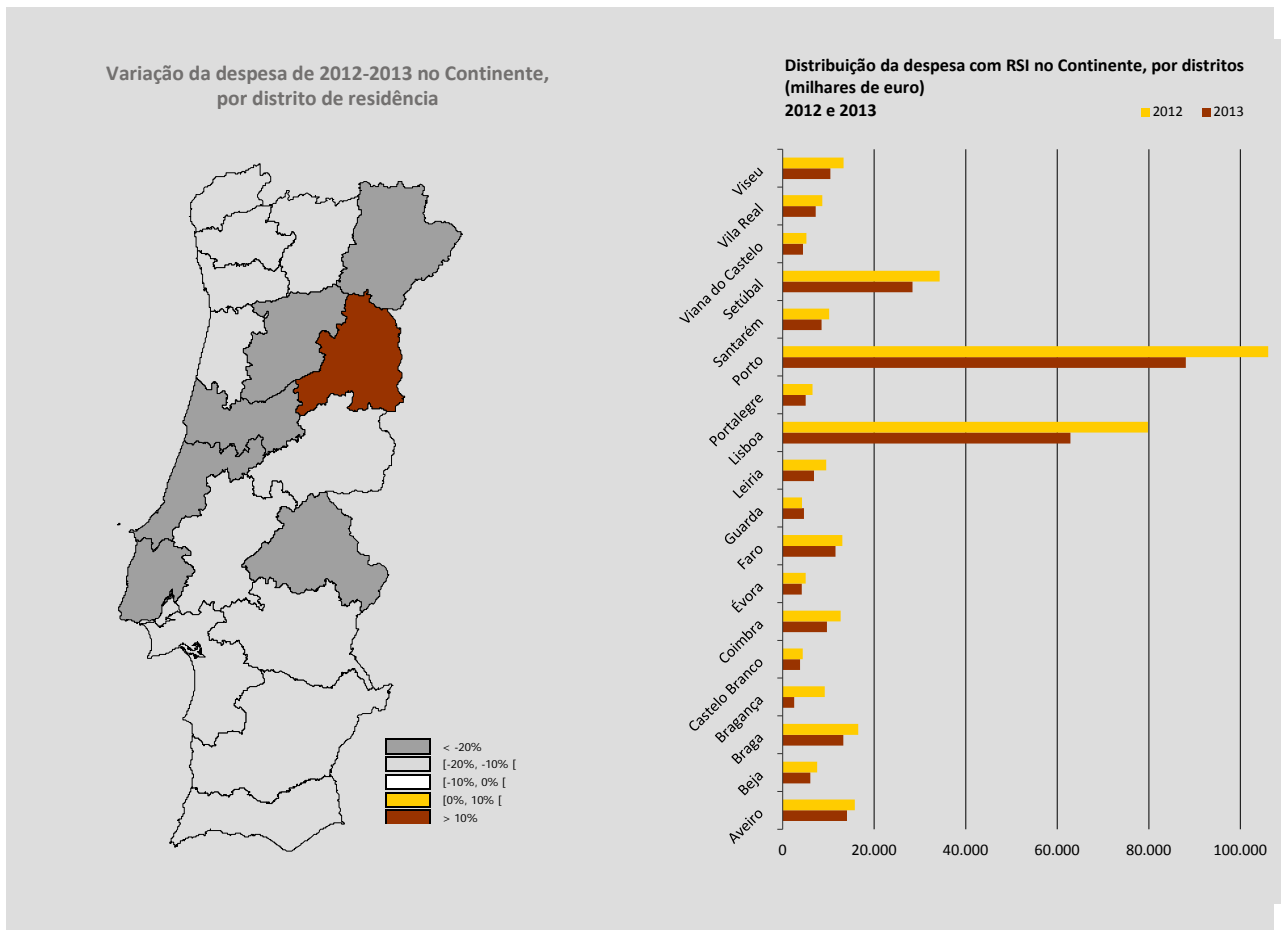 Variação da despesa de 2012-2013 no Continente,
por distrito de residência
< -20%
[-20%, -10% [
[-10%, 0% [
[0%, 10% [
> 10%
Distribuição da despesa com RSI no Continente, por distritos
(milhares de euro)
2012 e 2013
2012 2013
Viseu
Vila Real
Viana do Castelo
Setúbal
Santarém
Porto
Portalegre
Lisboa
Leiria
Guarda
Faro
Évora
Coimbra
Castelo Branco
Bragança
Braga
Beja
Aveiro
0 20.000 40.000 60.000 80.000 100.000